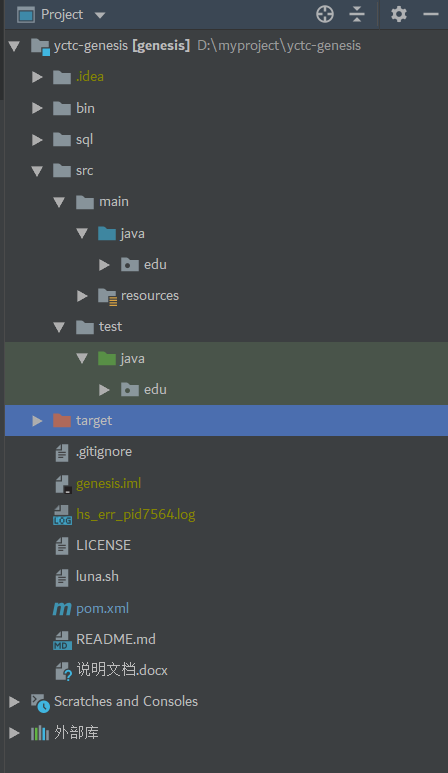 Project
yctc-genesis [genesis] D:\myproject\yctc-genesis
.idea
bin
sql
src
main
java
edu
resources
test
java
edu
target
.gitignore
genesis.iml
hs_err_pid7564.log
LICENSE
luna.sh
pom.xml
README.md
说明文档.docx
Scratches and Consoles
外部库